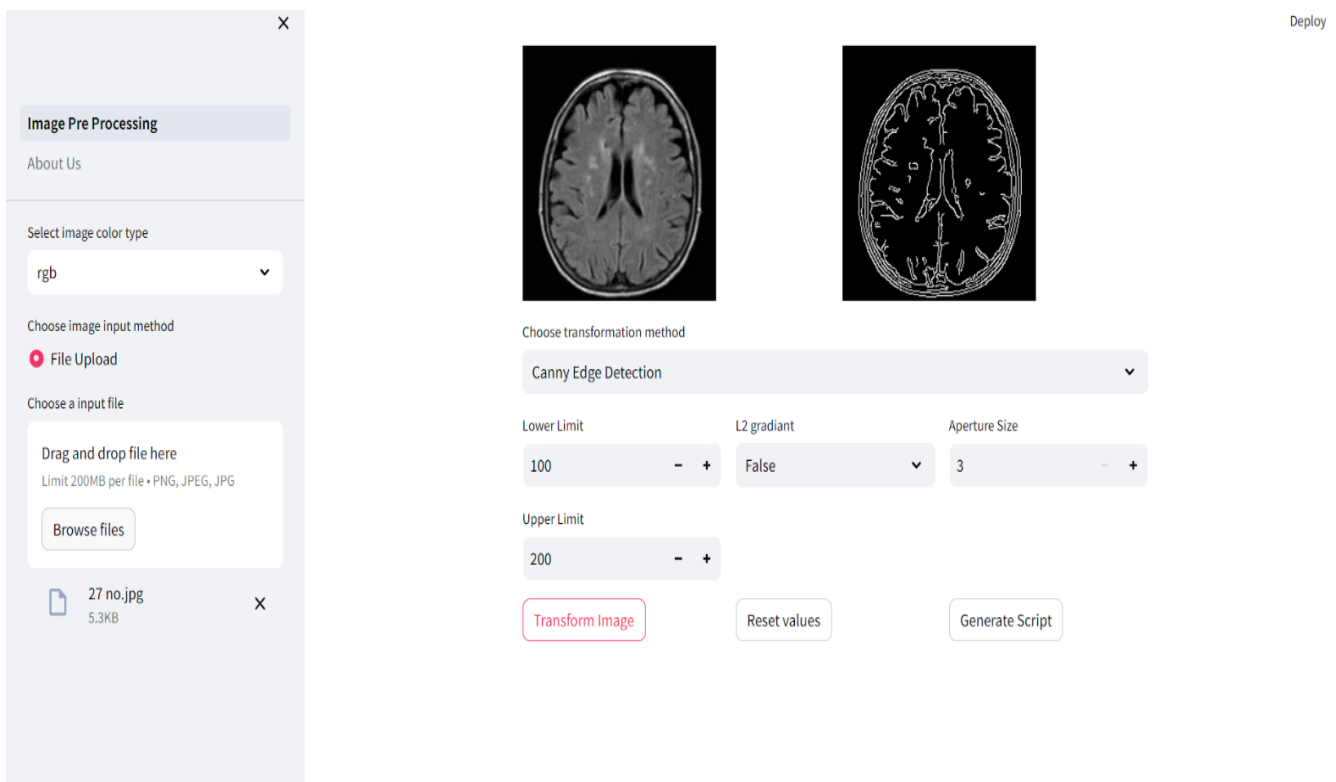 Deploy
Image Pre Processing
About Us
Select image color type
rgb
Choose image input method
File Upload
Choose a input file
Drag and drop file here
Limit 200MB per file • PNG, JPEG, JPG
Browse files
27 no.jpg
5.3KB
Choose transformation method
Canny Edge Detection
Lower Limit
L2 gradiant
Aperture Size
100
False
3
Upper Limit
200
Transform Image
Reset values
Generate Script